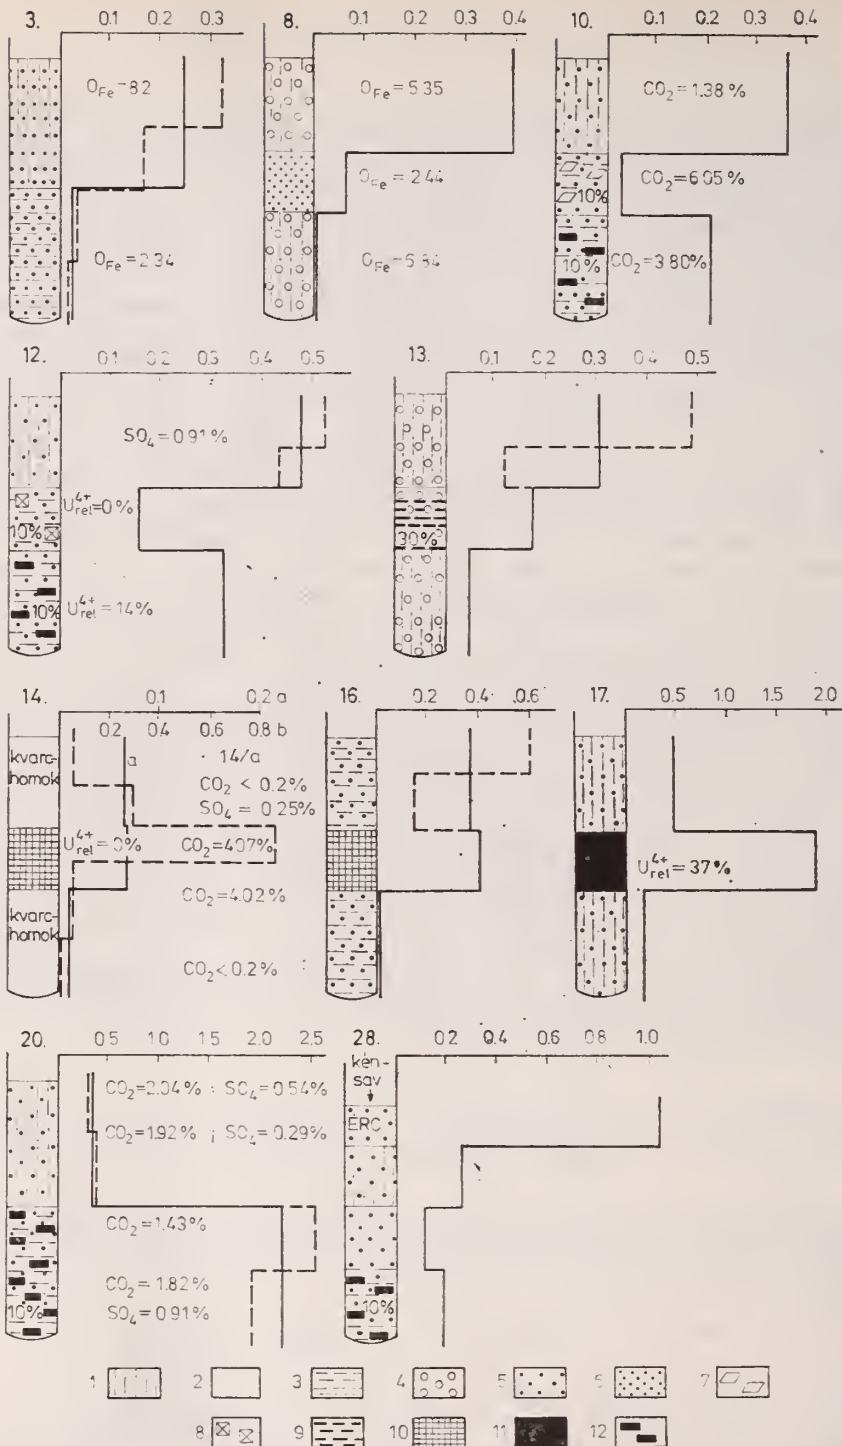 3. 0.1 0.2 0.3
O_Fe = 8.2
O_Fe = 2.34
8. 0.1 0.2 0.3 0.4
O_Fe = 5.35
O_Fe = 2.44
10. 0.1 0.2 0.3 0.4
CO₂ = 1.38 %
10% CO₂ = 6.05 %
10% CO₂ = 3.80%
12. 0.1 0.2 0.3 0.4 0.5
SO₄ = 0.91 %
U⁴⁺rel = 0 %
10%
10% U⁴⁺rel = 14%
13. 0.1 0.2 0.3 0.4 0.5
30%
14. 0.1 0.2 a
0.2 0.4 0.6 0.8 b
kvarc-
homok
a 14/a
CO₂ < 0.2 %
SO₄ = 0.25%
U⁴⁺rel = 0%
CO₂ = 4.07%
CO₂ = 4.02%
kvarc-
homok
CO₂ < 0.2 %
16. 0.2 0.4 0.6
17. 0.5 1.0 1.5 2.0
U⁴⁺rel = 37%
20. 0.5 1.0 1.5 2.0 2.5
CO₂ = 2.04% ; SO₄ = 0.54%
CO₂ = 1.92% ; SO₄ = 0.29%
CO₂ = 1.43%
CO₂ = 1.82%
10% SO₄ = 0.91%
28. 0.2 0.4 0.6 0.8 1.0
kén-
sav
ÉRC
10%
1 2 3 4 5 6 7
8 9 10 11 12